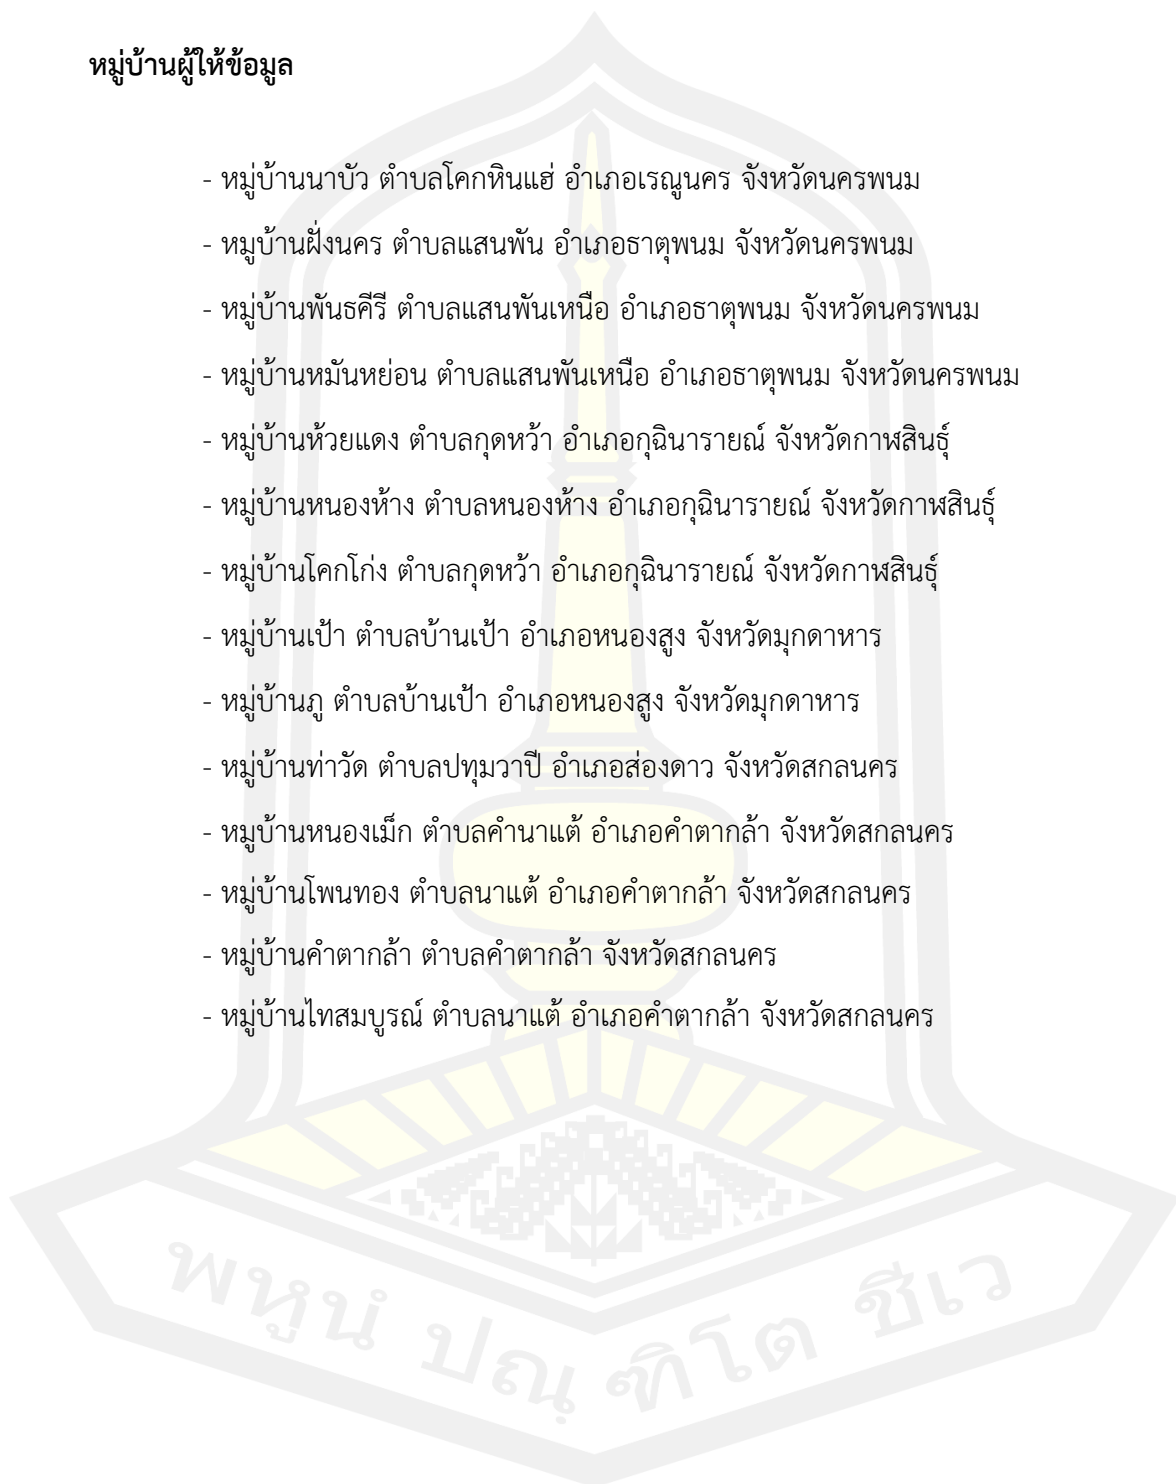 หมู่บ้านผู้ให้ข้อมูล
- หมู่บ้านนาบัว ตำบลโคกหินแฮ่ อำเภอเรณูนคร จังหวัดนครพนม
- หมูบ้านฝั่งนคร ตำบลแสนพัน อำเภอธาตุพนม จังหวัดนครพนม
- หมู่บ้านพันธคีรี ตำบลแสนพันเหนือ อำเภอธาตุพนม จังหวัดนครพนม
- หมู่บ้านหมันหย่อน ตำบลแสนพันเหนือ อำเภอธาตุพนม จังหวัดนครพนม
- หมู่บ้านห้วยแดง ตำบลกุดหว้า อำเภอกุฉินารายณ์ จังหวัดกาฬสินธุ์
- หมู่บ้านหนองห้าง ตำบลหนองห้าง อำเภอกุฉินารายณ์ จังหวัดกาฬสินธุ์
- หมู่บ้านโคกโก่ง ตำบลกุดหว้า อำเภอกุฉินารายณ์ จังหวัดกาฬสินธุ์
- หมู่บ้านเป้า ตำบลบ้านเป้า อำเภอหนองสูง จังหวัดมุกดาหาร
- หมู่บ้านภู ตำบลบ้านเป้า อำเภอหนองสูง จังหวัดมุกดาหาร
- หมู่บ้านท่าวัด ตำบลปทุมวาปี อำเภอส่องดาว จังหวัดสกลนคร
- หมูบ้านหนองเม็ก ตำบลคำนาแต้ อำเภอคำตากล้า จังหวัดสกลนคร
- หมู่บ้านโพนทอง ตำบลนาแต้ อำเภอคำตากล้า จังหวัดสกลนคร
- หมู่บ้านคำตากล้า ตำบลคำตากล้า จังหวัดสกลนคร
- หมู่บ้านไทสมบูรณ์ ตำบลนาแต้ อำเภอคำตากล้า จังหวัดสกลนคร
พหูนํ ปณฺฑิโต ชีเว